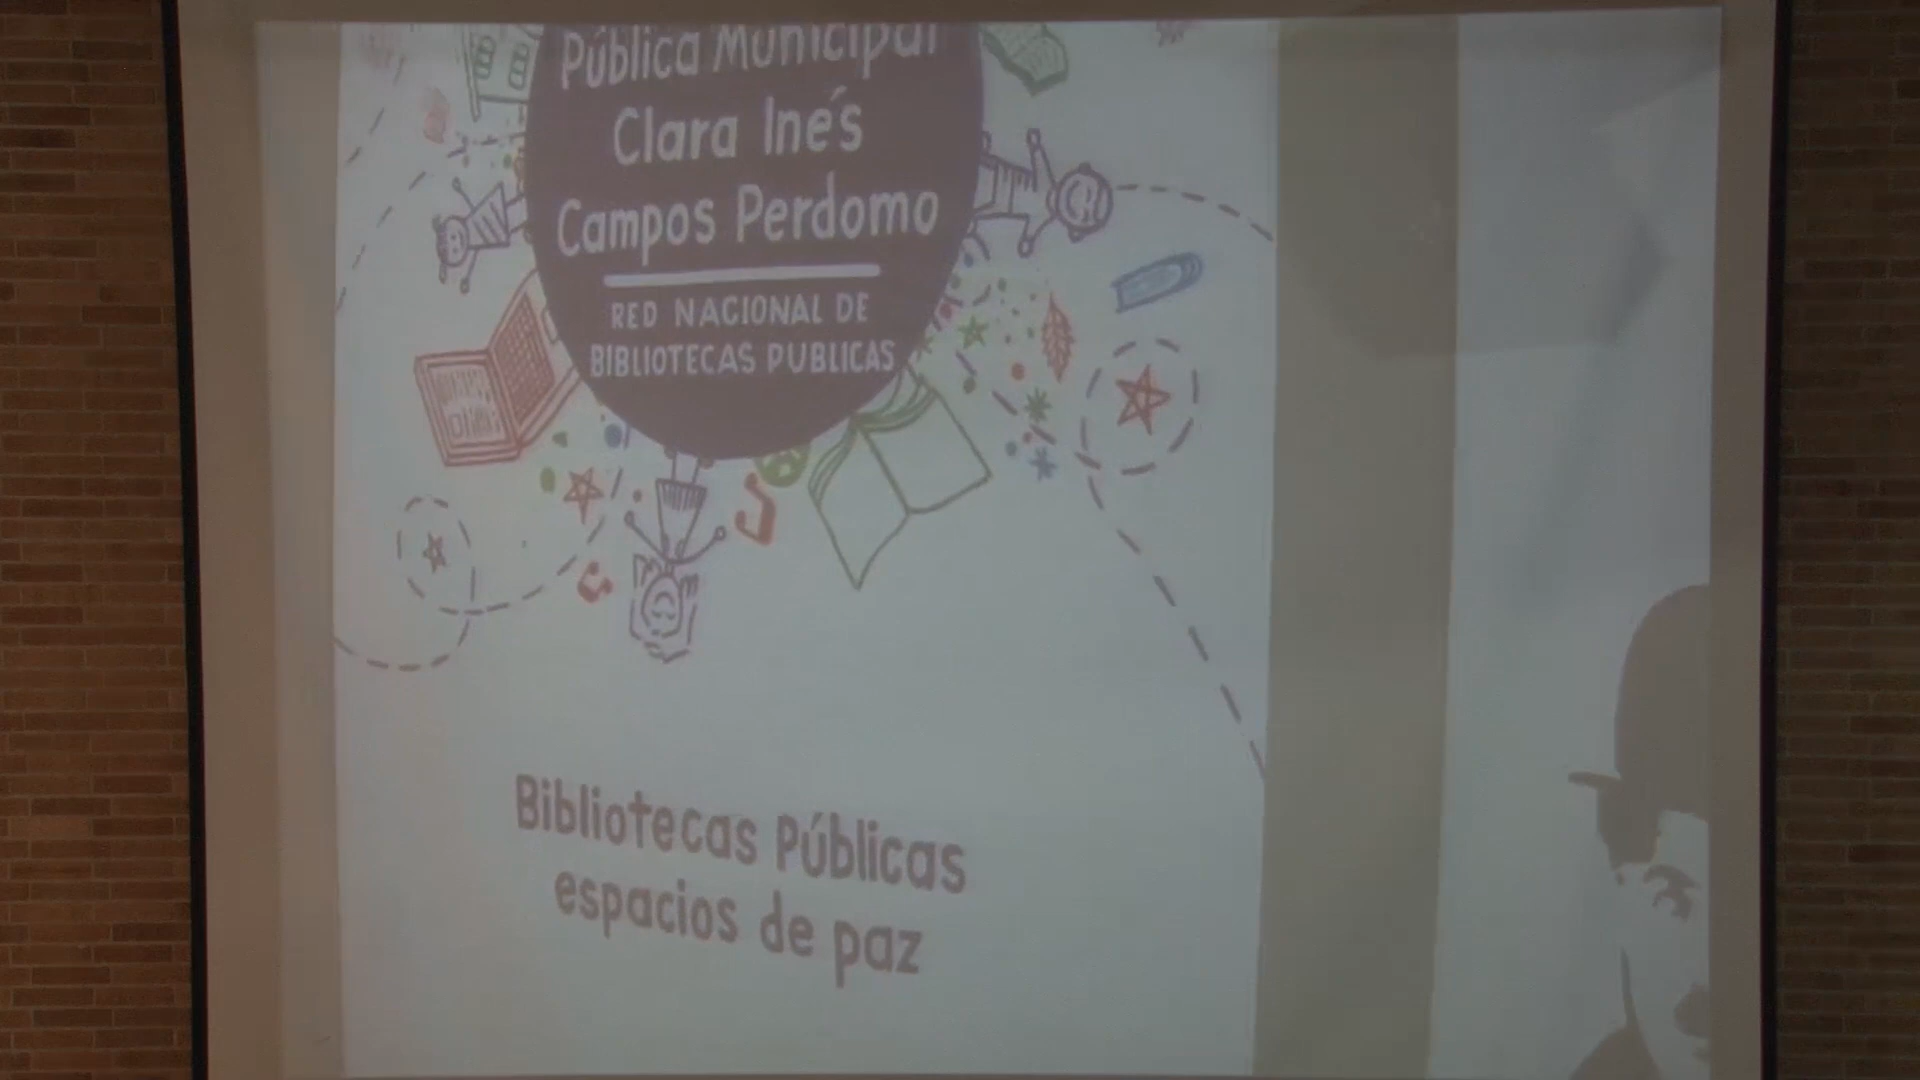 Pública Municipal
Clara Inés
Campos Perdomo
RED NACIONAL DE
BIBLIOTECAS PUBLICAS
Bibliotecas Públicas
espacios de paz